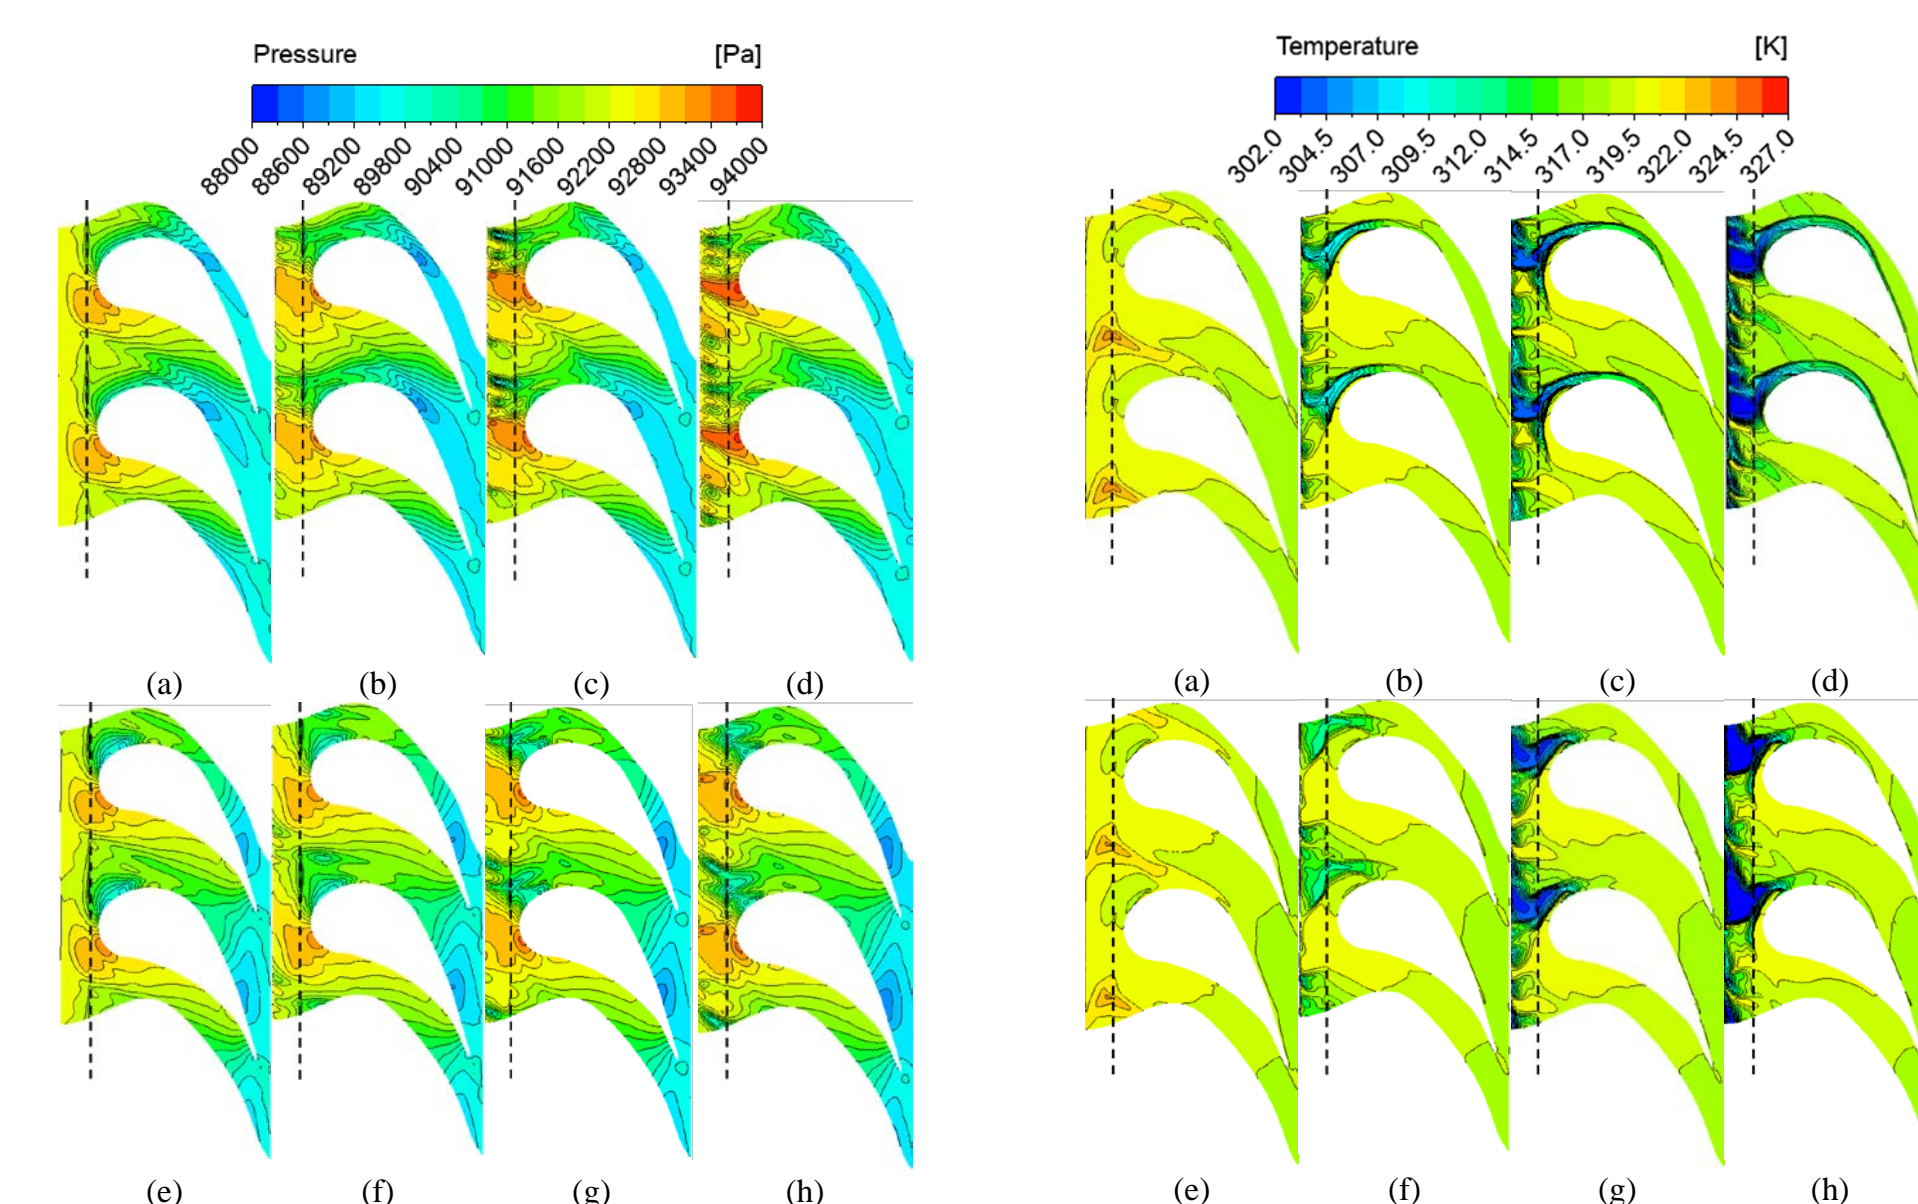 Pressure [Pa]
88000 88600 89200 89800 90400 91000 91600 92200 92800 93400 94000
(a) (b) (c) (d)
(e) (f) (g) (h)
Temperature [K]
302.0 304.5 307.0 309.5 312.0 314.5 317.0 319.5 322.0 324.5 327.0
(a) (b) (c) (d)
(e) (f) (g) (h)